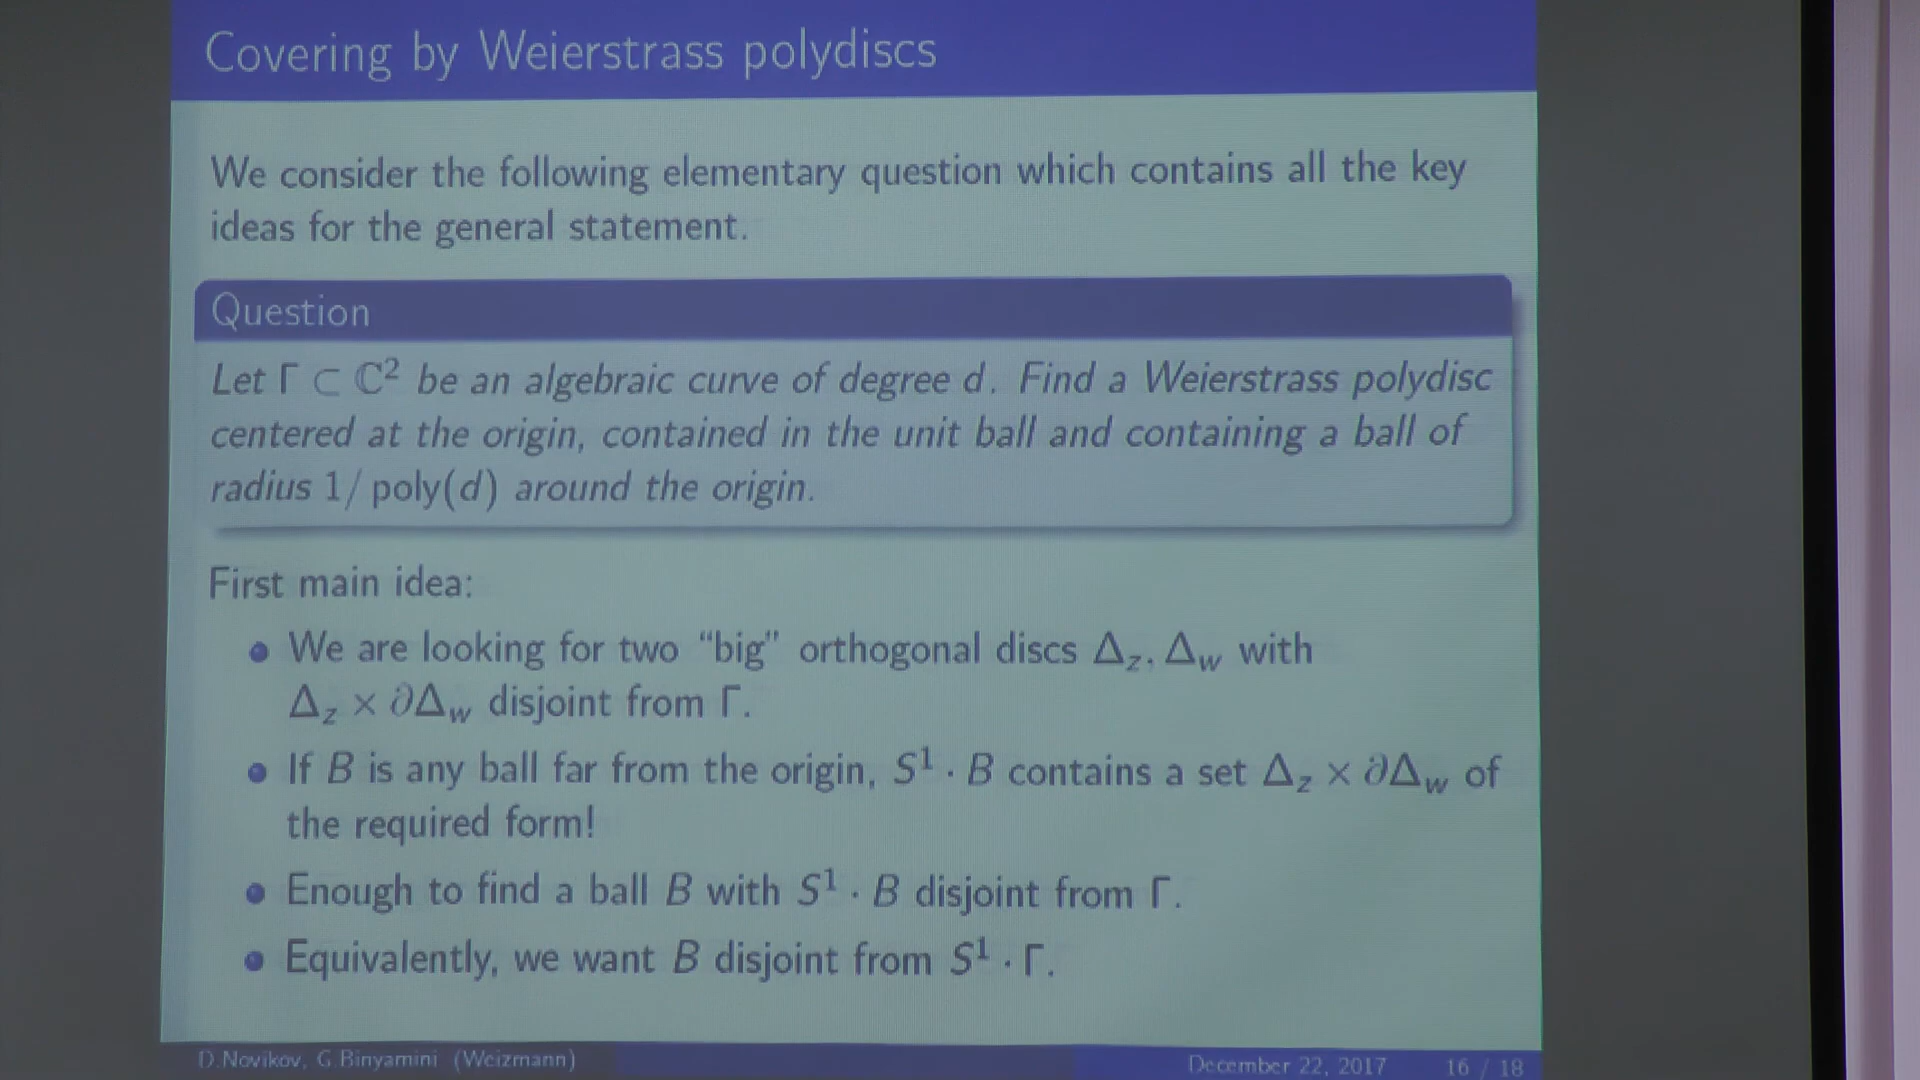 Covering by Weierstrass polydiscs
We consider the following elementary question which contains all the key
ideas for the general statement.
Question
Let Γ ⊂ ℂ² be an algebraic curve of degree d. Find a Weierstrass polydisc
centered at the origin, contained in the unit ball and containing a ball of
radius 1/ poly(d) around the origin.
First main idea:
• We are looking for two “big” orthogonal discs Δ_z, Δ_w with
Δ_z × ∂Δ_w disjoint from Γ.
• If B is any ball far from the origin, S¹ · B contains a set Δ_z × ∂Δ_w of
the required form!
• Enough to find a ball B with S¹ · B disjoint from Γ.
• Equivalently, we want B disjoint from S¹ · Γ.
D.Novikov, G.Binyamini (Weizmann) December 22, 2017 16 / 18